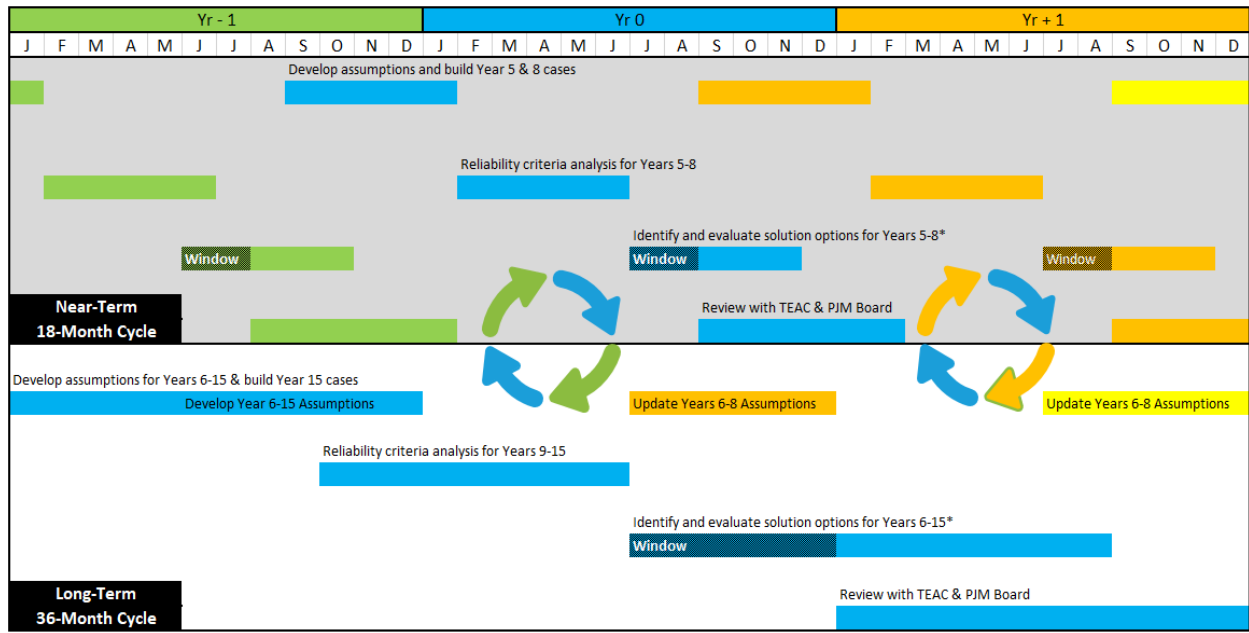 Yr - 1 Yr 0 Yr + 1
J F M A M J J A S O N D J F M A M J J A S O N D J F M A M J J A S O N D
Develop assumptions and build Year 5 & 8 cases
Reliability criteria analysis for Years 5-8
Identify and evaluate solution options for Years 5-8*
Window Window Window
Near-Term
18-Month Cycle
Review with TEAC & PJM Board
Develop assumptions for Years 6-15 & build Year 15 cases
Develop Year 6-15 Assumptions Update Years 6-8 Assumptions Update Years 6-8 Assumptions
Reliability criteria analysis for Years 9-15
Identify and evaluate solution options for Years 6-15*
Window
Long-Term
36-Month Cycle
Review with TEAC & PJM Board